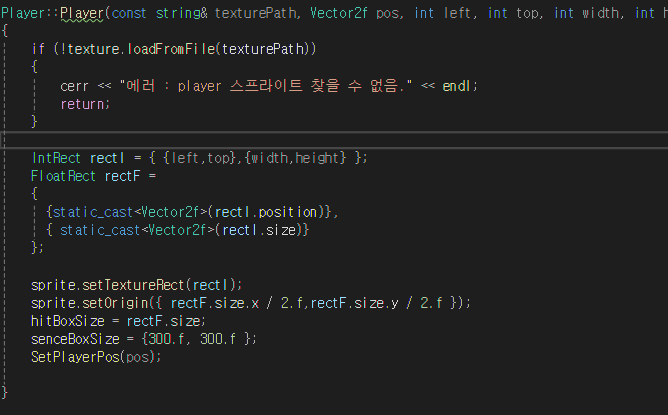 Player::Player(const string& texturePath, Vector2f pos, int left, int top, int width, int h
{
if (!texture.loadFromFile(texturePath))
{
cerr << "에러 : player 스프라이트 찾을 수 없음." << endl;
return;
}
IntRect rectI = { {left,top},{width,height} };
FloatRect rectF =
{
{static_cast<Vector2f>(rectI.position)},
{ static_cast<Vector2f>(rectI.size)}
};
sprite.setTextureRect(rectI);
sprite.setOrigin({ rectF.size.x / 2.f,rectF.size.y / 2.f });
hitBoxSize = rectF.size;
senceBoxSize = {300.f, 300.f };
SetPlayerPos(pos);
}